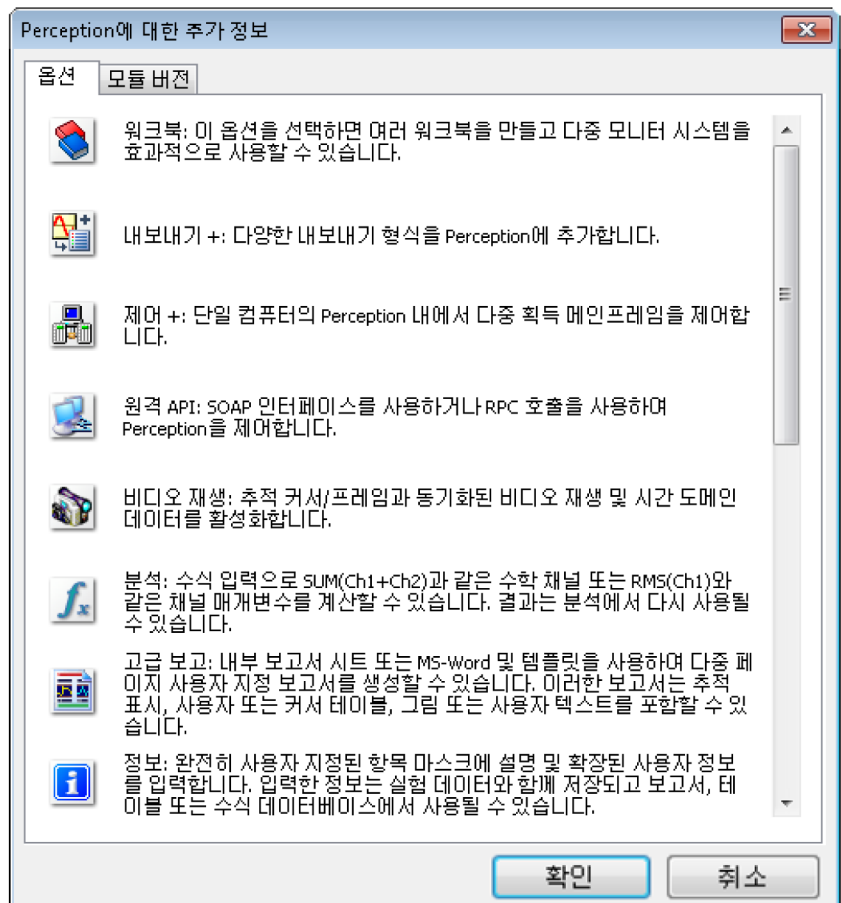 Perception에 대한 추가 정보
옵션
모듈 버전
워크북: 이 옵션을 선택하면 여러 워크북을 만들고 다중 모니터 시스템을
효과적으로 사용할 수 있습니다.
내보내기 +: 다양한 내보내기 형식을 Perception에 추가합니다.
제어 +: 단일 컴퓨터의 Perception 내에서 다중 획득 메인프레임을 제어합
니다.
원격 API: SOAP 인터페이스를 사용하거나 RPC 호출을 사용하여
Perception을 제어합니다.
비디오 재생: 추적 커서/프레임과 동기화된 비디오 재생 및 시간 도메인
데이터를 활성화합니다.
분석: 수식 입력으로 SUM(Ch1+Ch2)과 같은 수학 채널 또는 RMS(Ch1)와
같은 채널 매개변수를 계산할 수 있습니다. 결과는 분석에서 다시 사용될
수 있습니다.
고급 보고: 내부 보고서 시트 또는 MS-Word 및 템플릿을 사용하여 다중 페
이지 사용자 지정 보고서를 생성할 수 있습니다. 이러한 보고서는 추적
표시, 사용자 또는 커서 테이블, 그림 또는 사용자 텍스트를 포함할 수 있
습니다.
정보: 완전히 사용자 지정된 항목 마스크에 설명 및 확장된 사용자 정보
를 입력합니다. 입력한 정보는 실험 데이터와 함께 저장되고 보고서, 테
이블 또는 수식 데이터베이스에서 사용될 수 있습니다.
확인
취소